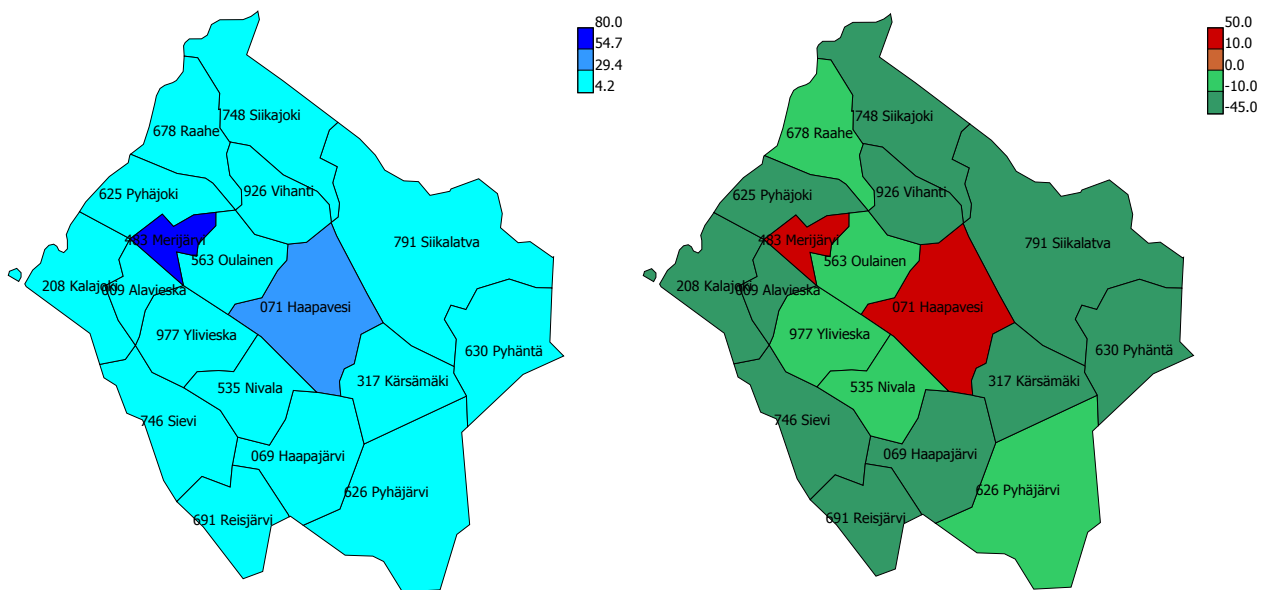 80.0
54.7
29.4
4.2
748 Siikajoki
678 Raahe
926 Vihanti
625 Pyhäjoki
483 Merijärvi
791 Siikalatva
563 Oulainen
208 Kalajoki
009 Alavieska
071 Haapavesi
977 Ylivieska
630 Pyhäntä
317 Kärsämäki
535 Nivala
746 Sievi
069 Haapajärvi
626 Pyhäjärvi
691 Reisjärvi
50.0
10.0
0.0
-10.0
-45.0
748 Siikajoki
678 Raahe
926 Vihanti
625 Pyhäjoki
483 Merijärvi
791 Siikalatva
563 Oulainen
208 Kalajoki
009 Alavieska
071 Haapavesi
977 Ylivieska
630 Pyhäntä
317 Kärsämäki
535 Nivala
746 Sievi
069 Haapajärvi
626 Pyhäjärvi
691 Reisjärvi